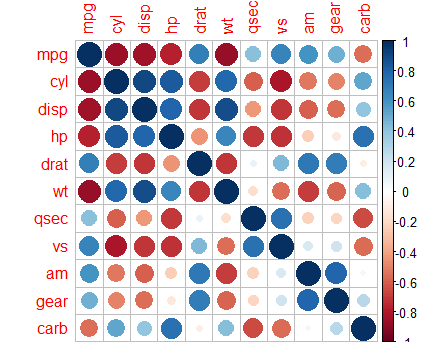 mpg cyl disp hp drat wt qsec vs am gear carb
mpg
cyl
disp
hp
drat
wt
qsec
vs
am
gear
carb
1
0.8
0.6
0.4
0.2
0
-0.2
-0.4
-0.6
-0.8
-1